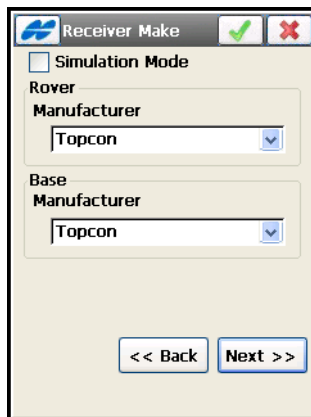 Receiver Make
Simulation Mode
Rover
Manufacturer
Topcon
Base
Manufacturer
Topcon
<< Back Next >>